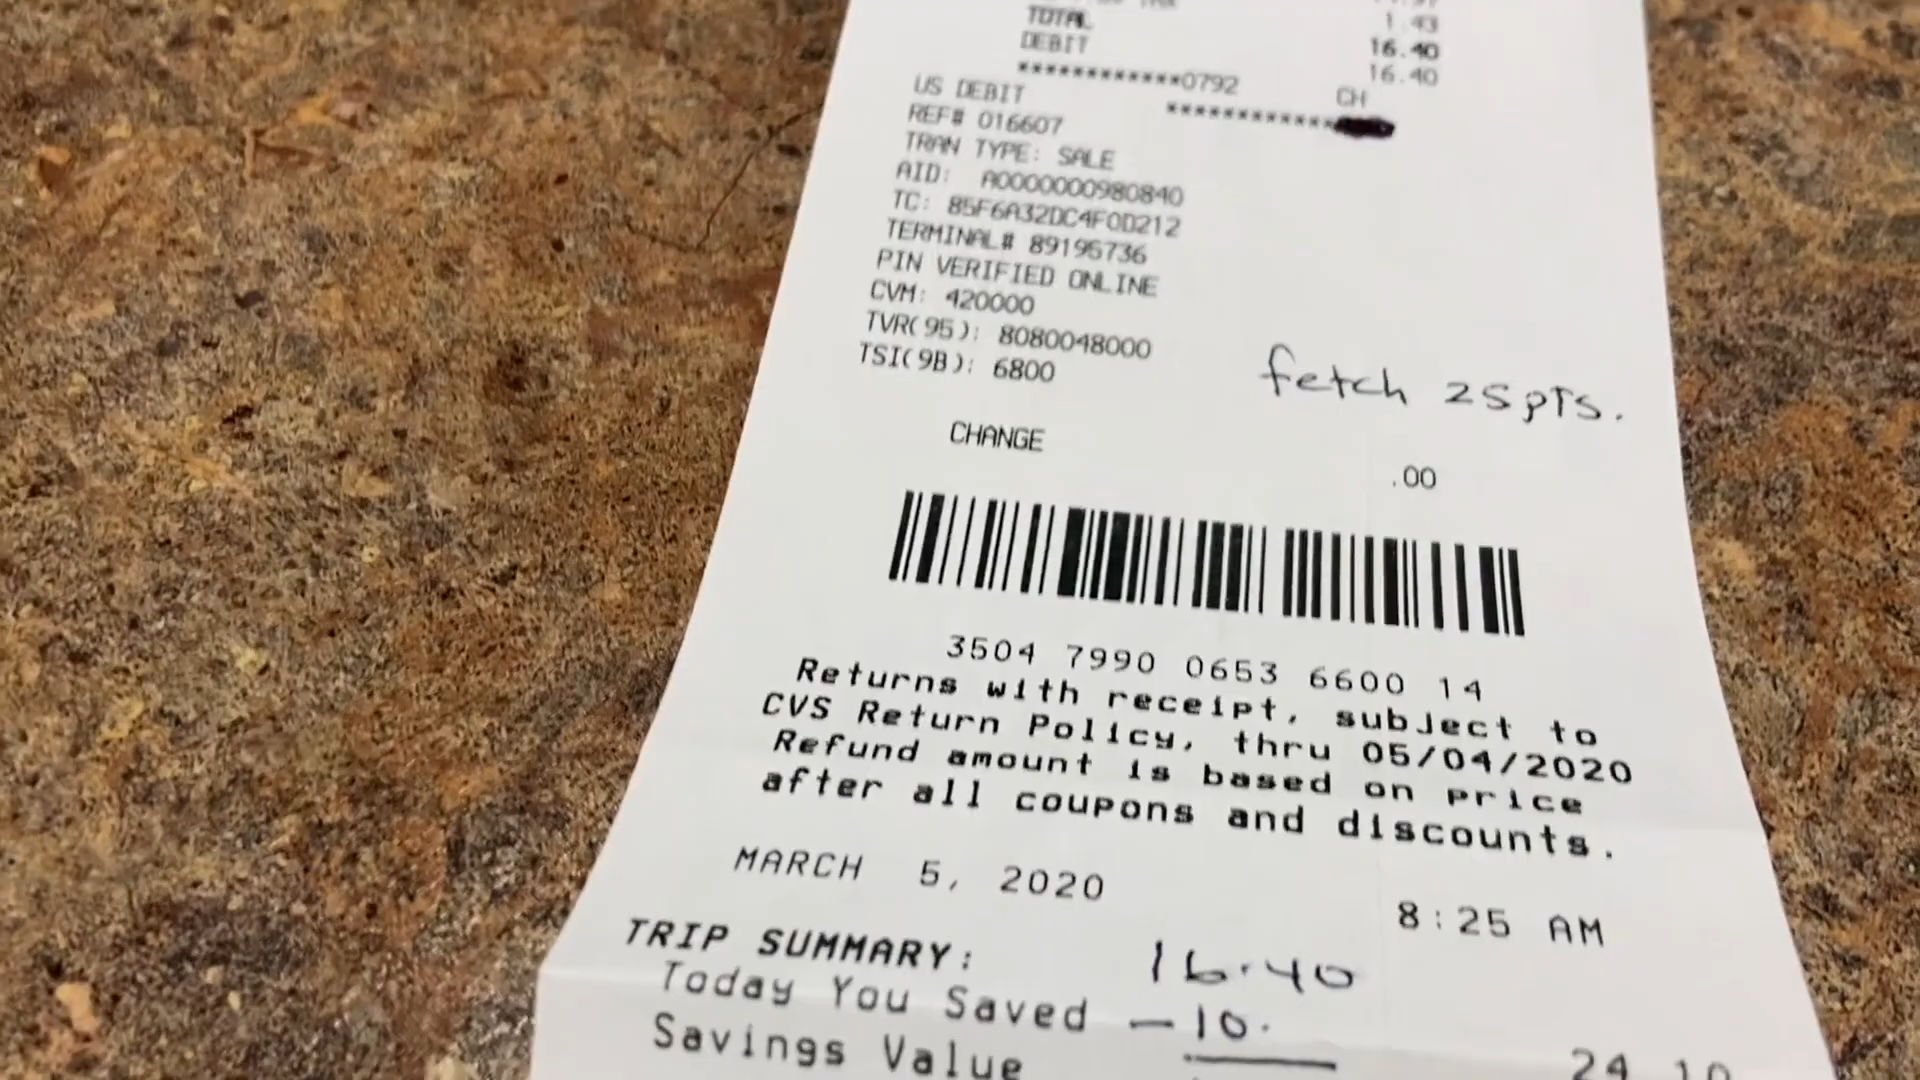 1.43
TOTAL 16.40
DEBIT 16.40
************0792 CH
US DEBIT ************
REF# 016607
TRAN TYPE: SALE
AID: A0000000980840
TC: 85F6A32DC4F0D212
TERMINAL# 89195736
PIN VERIFIED ONLINE
CVM: 420000
TVR(95): 8080048000
TSI(9B): 6800
fetch 25pts.
CHANGE .00
3504 7990 0653 6600 14
Returns with receipt, subject to
CVS Return Policy, thru 05/04/2020
Refund amount is based on price
after all coupons and discounts.
MARCH 5, 2020 8:25 AM
TRIP SUMMARY: 16.40
Today You Saved - 10.
Savings Value 24.10